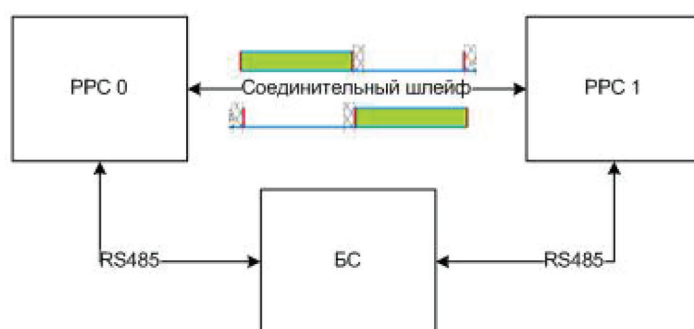 РРС 0
Соединительный шлейф
РРС 1
RS485
БС
RS485